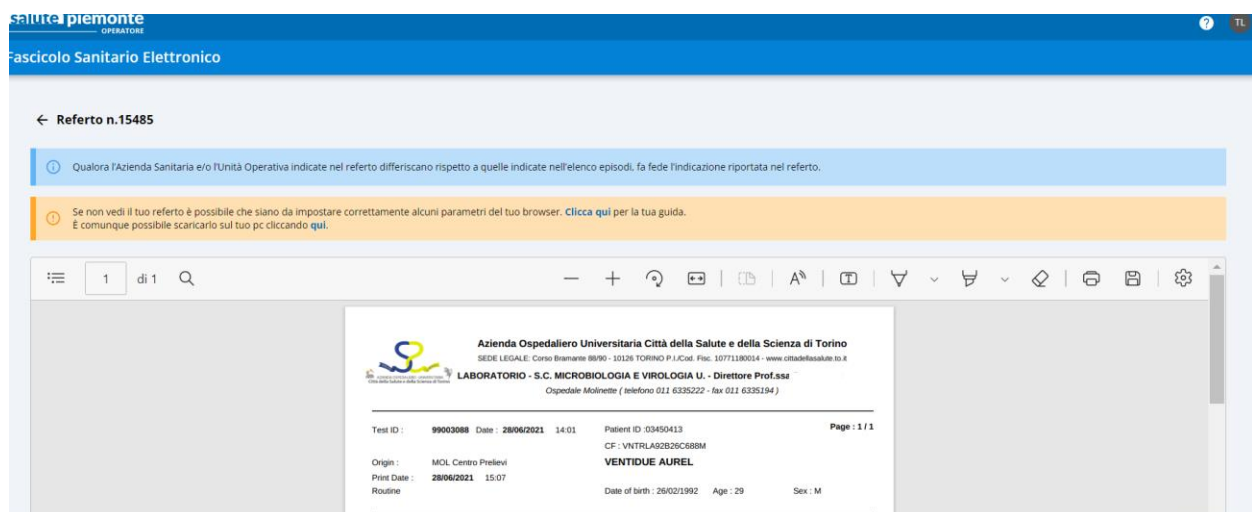 salute piemonte
OPERATORE
? TL
Fascicolo Sanitario Elettronico
← Referto n.15485
Qualora l'Azienda Sanitaria e/o l'Unità Operativa indicate nel referto differiscano rispetto a quelle indicate nell'elenco episodi, fa fede l'indicazione riportata nel referto.
Se non vedi il tuo referto è possibile che siano da impostare correttamente alcuni parametri del tuo browser. Clicca qui per la tua guida.
È comunque possibile scaricarlo sul tuo pc cliccando qui.
1 di 1
Azienda Ospedaliero Universitaria Città della Salute e della Scienza di Torino
SEDE LEGALE: Corso Bramante 88/90 - 10126 TORINO P.I./Cod. Fisc. 10771180014 - www.cittadellasalute.to.it
LABORATORIO - S.C. MICROBIOLOGIA E VIROLOGIA U. - Direttore Prof.ssa
Ospedale Molinette ( telefono 011 6335222 - fax 011 6335194 )
Test ID : 99003088 Date : 28/06/2021 14:01 Patient ID :03450413 Page : 1 / 1
CF : VNTRLA92B26C688M
Origin : MOL Centro Prelievi VENTIDUE AUREL
Print Date : 28/06/2021 15:07
Routine Date of birth : 26/02/1992 Age : 29 Sex : M